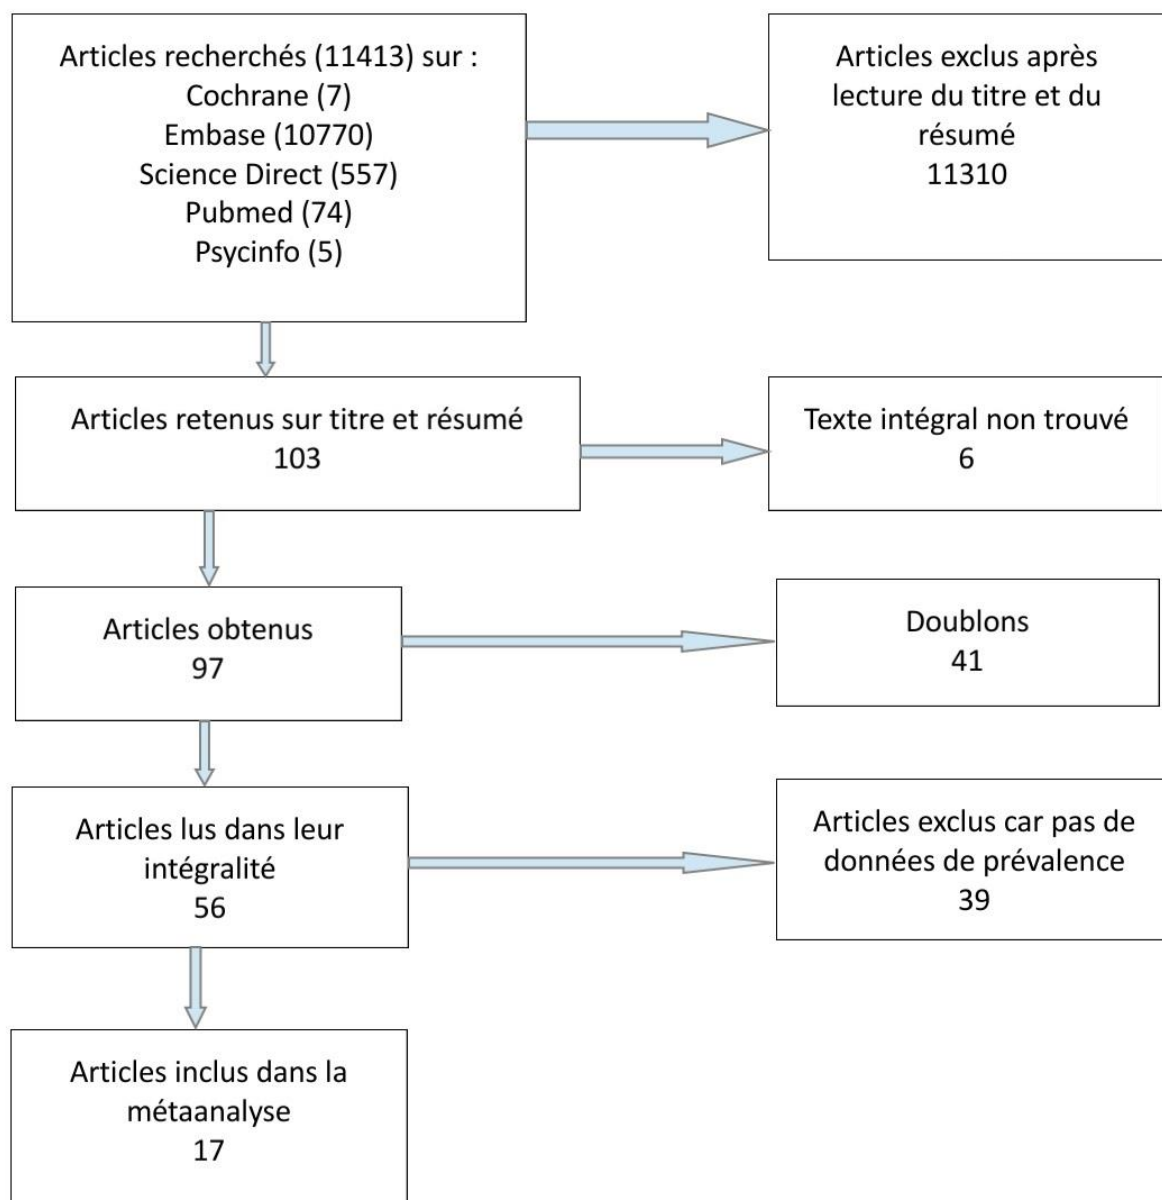 Articles recherchés (11413) sur :
Cochrane (7)
Embase (10770)
Science Direct (557)
Pubmed (74)
Psycinfo (5)
Articles exclus après
lecture du titre et du
résumé
11310
Articles retenus sur titre et résumé
103
Texte intégral non trouvé
6
Articles obtenus
97
Doublons
41
Articles lus dans leur
intégralité
56
Articles exclus car pas de
données de prévalence
39
Articles inclus dans la
métaanalyse
17